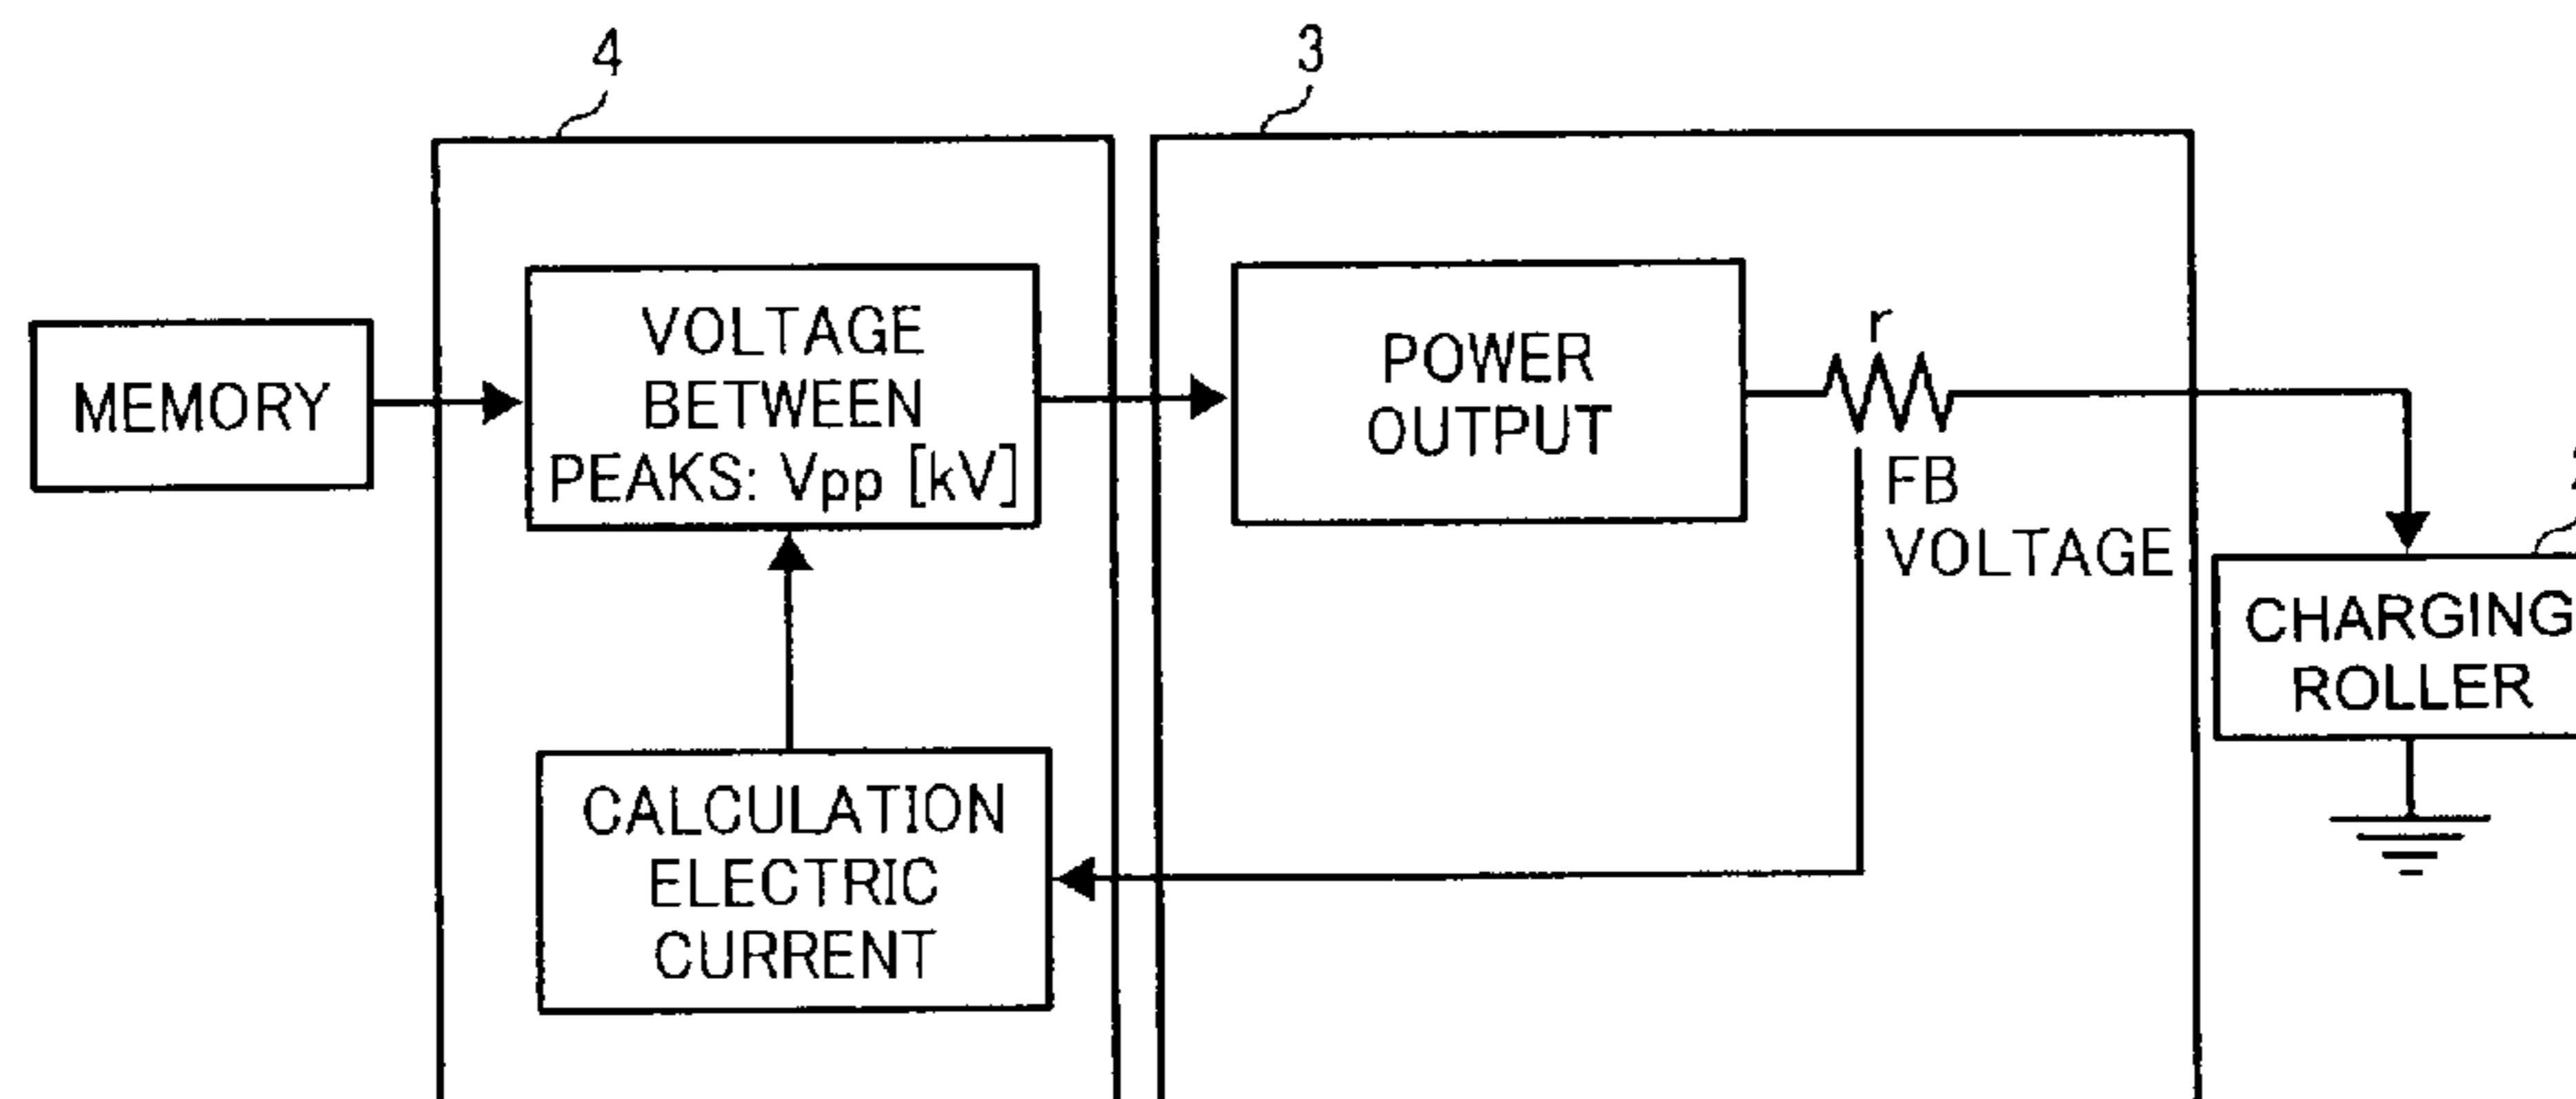 4
3
MEMORY
VOLTAGE
BETWEEN
PEAKS: Vpp [kV]
POWER
OUTPUT
r
FB
VOLTAGE
CHARGING
ROLLER
CALCULATION
ELECTRIC
CURRENT